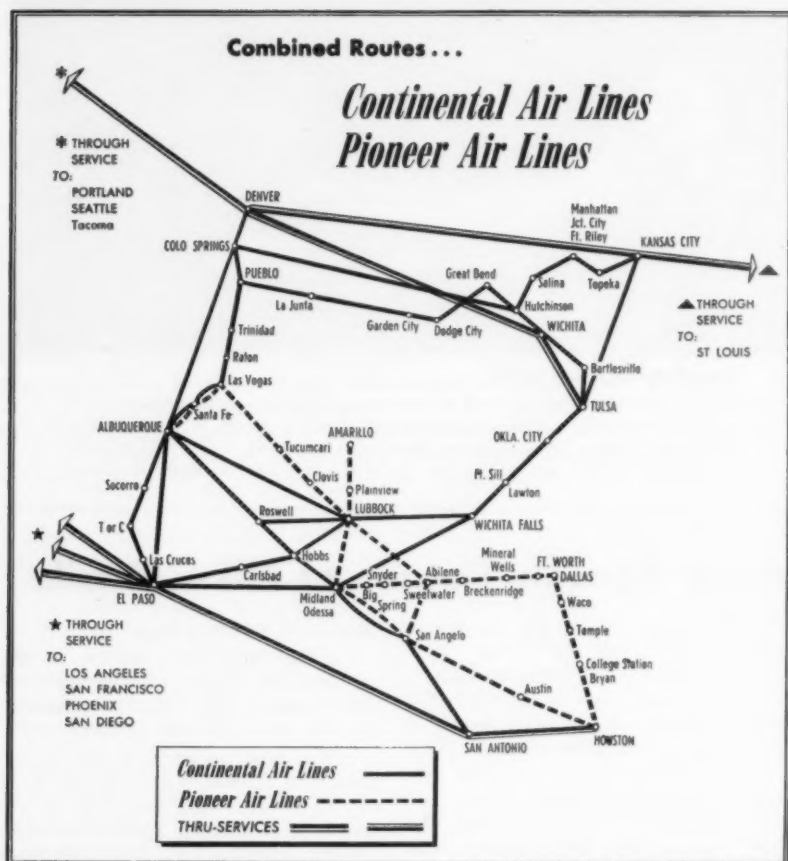 Combined Routes...
Continental Air Lines
Pioneer Air Lines
✱ THROUGH
SERVICE
TO:
PORTLAND
SEATTLE
Tacoma
DENVER
Manhattan
Jct. City
Ft. Riley
KANSAS CITY
COLO SPRINGS
PUEBLO
Great Bend
Salina
Topeka
La Junta
Hutchinson
▲ THROUGH
SERVICE
TO:
ST LOUIS
Garden City
Dodge City
WICHITA
Trinidad
Raton
Bartlesville
Las Vegas
Santa Fe
TULSA
ALBUQUERQUE
AMARILLO
OKLA. CITY
Tucumcari
Clovis
Ft. Sill
Socorro
Plainview
Lawton
Roswell
LUBBOCK
WICHITA FALLS
T or C
★
Las Cruces
Hobbs
Carlsbad
Abilene
Mineral
Wells
FT. WORTH
DALLAS
EL PASO
Midland
Odessa
Snyder
Big
Spring
Sweetwater
Breckenridge
Waco
★ THROUGH
SERVICE
TO:
LOS ANGELES
SAN FRANCISCO
PHOENIX
SAN DIEGO
San Angelo
Temple
College Station
Bryan
Austin
SAN ANTONIO
HOUSTON
Continental Air Lines
Pioneer Air Lines
THRU-SERVICES